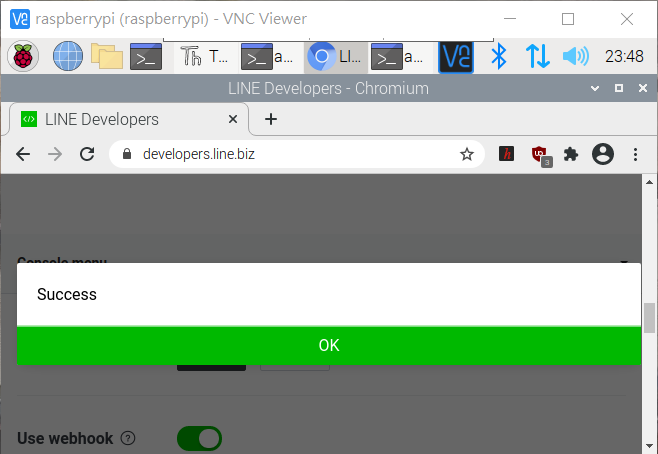 raspberrypi (raspberrypi) - VNC Viewer
T... a... LI... a... 23:48
LINE Developers - Chromium
LINE Developers
developers.line.biz
3
Console menu
Success
OK
Use webhook ?